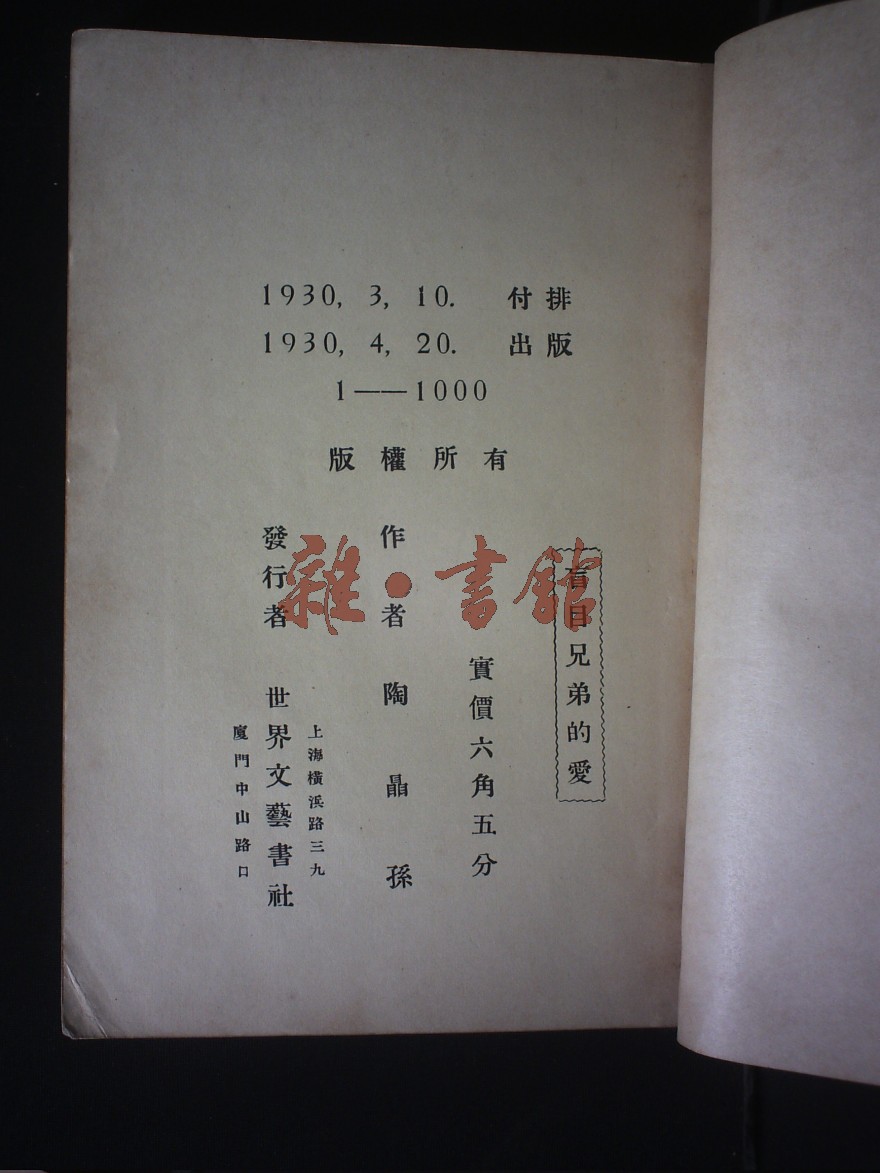 1930, 3, 10. 付排
1930, 4, 20. 出版
1——1000
版權所有
盲目兄弟的愛
實價六角五分
作者 陶晶孫
上海橫浜路三九
發行者 世界文藝書社
廈門中山路口
雜·書館